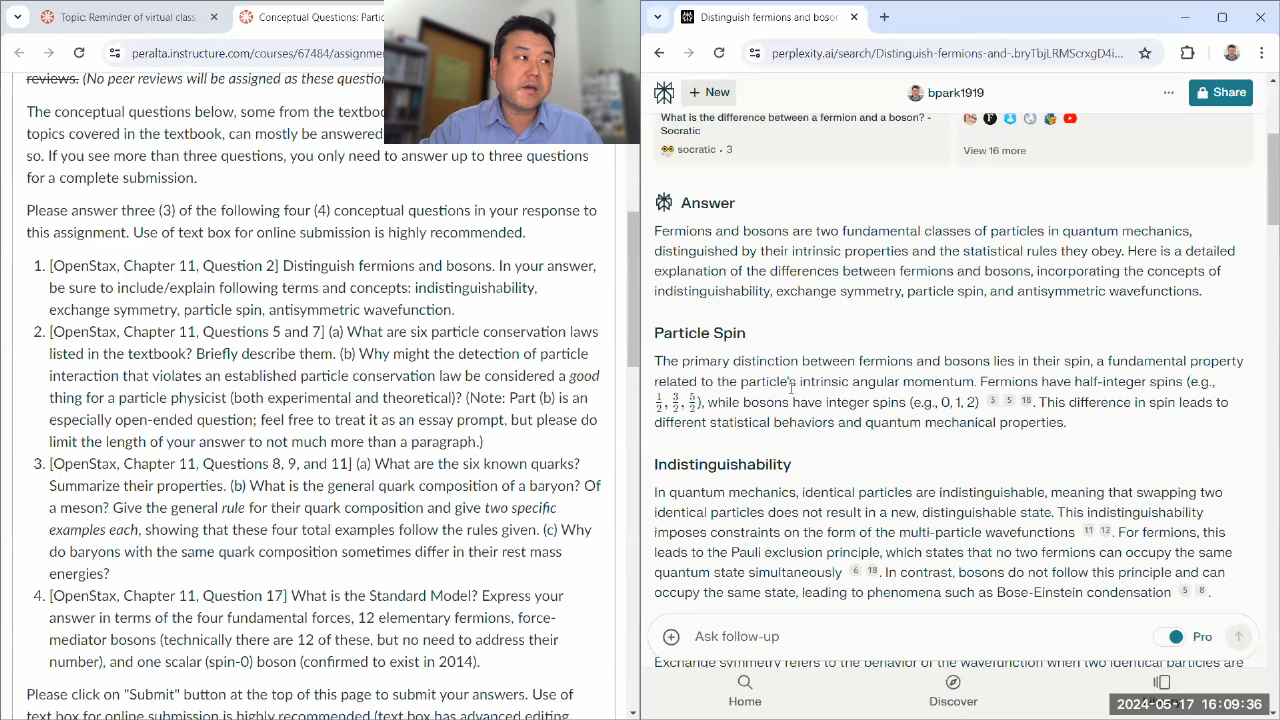 Topic: Reminder of virtual class
Conceptual Questions: Partic
peralta.instructure.com/courses/67484/assignme
reviews. (No peer reviews will be assigned as these questio
The conceptual questions below, some from the textbo
topics covered in the textbook, can mostly be answered
so. If you see more than three questions, you only need to answer up to three questions
for a complete submission.
Please answer three (3) of the following four (4) conceptual questions in your response to
this assignment. Use of text box for online submission is highly recommended.
1. [OpenStax, Chapter 11, Question 2] Distinguish fermions and bosons. In your answer,
be sure to include/explain following terms and concepts: indistinguishability,
exchange symmetry, particle spin, antisymmetric wavefunction.
2. [OpenStax, Chapter 11, Questions 5 and 7] (a) What are six particle conservation laws
listed in the textbook? Briefly describe them. (b) Why might the detection of particle
interaction that violates an established particle conservation law be considered a good
thing for a particle physicist (both experimental and theoretical)? (Note: Part (b) is an
especially open-ended question; feel free to treat it as an essay prompt, but please do
limit the length of your answer to not much more than a paragraph.)
3. [OpenStax, Chapter 11, Questions 8, 9, and 11] (a) What are the six known quarks?
Summarize their properties. (b) What is the general quark composition of a baryon? Of
a meson? Give the general rule for their quark composition and give two specific
examples each, showing that these four total examples follow the rules given. (c) Why
do baryons with the same quark composition sometimes differ in their rest mass
energies?
4. [OpenStax, Chapter 11, Question 17] What is the Standard Model? Express your
answer in terms of the four fundamental forces, 12 elementary fermions, force-
mediator bosons (technically there are 12 of these, but no need to address their
number), and one scalar (spin-0) boson (confirmed to exist in 2014).
Please click on "Submit" button at the top of this page to submit your answers. Use of
text box for online submission is highly recommended (text box has advanced editing
Distinguish fermions and boson
perplexity.ai/search/Distinguish-fermions-and-.bryTbjLRMScngD4i...
New
bpark1919
Share
What is the difference between a fermion and a boson? -
Socratic
socratic · 3
View 16 more
Answer
Fermions and bosons are two fundamental classes of particles in quantum mechanics,
distinguished by their intrinsic properties and the statistical rules they obey. Here is a detailed
explanation of the differences between fermions and bosons, incorporating the concepts of
indistinguishability, exchange symmetry, particle spin, and antisymmetric wavefunctions.
Particle Spin
The primary distinction between fermions and bosons lies in their spin, a fundamental property
related to the particle's intrinsic angular momentum. Fermions have half-integer spins (e.g.,
1/2, 3/2, 5/2), while bosons have integer spins (e.g., 0, 1, 2) 3 5 18 . This difference in spin leads to
different statistical behaviors and quantum mechanical properties.
Indistinguishability
In quantum mechanics, identical particles are indistinguishable, meaning that swapping two
identical particles does not result in a new, distinguishable state. This indistinguishability
imposes constraints on the form of the multi-particle wavefunctions 11 12 . For fermions, this
leads to the Pauli exclusion principle, which states that no two fermions can occupy the same
quantum state simultaneously 6 18 . In contrast, bosons do not follow this principle and can
occupy the same state, leading to phenomena such as Bose-Einstein condensation 5 8 .
Ask follow-up
Pro
Exchange symmetry refers to the behavior of the wavefunction when two identical particles are
Home
Discover
2024-05-17 16:09:36